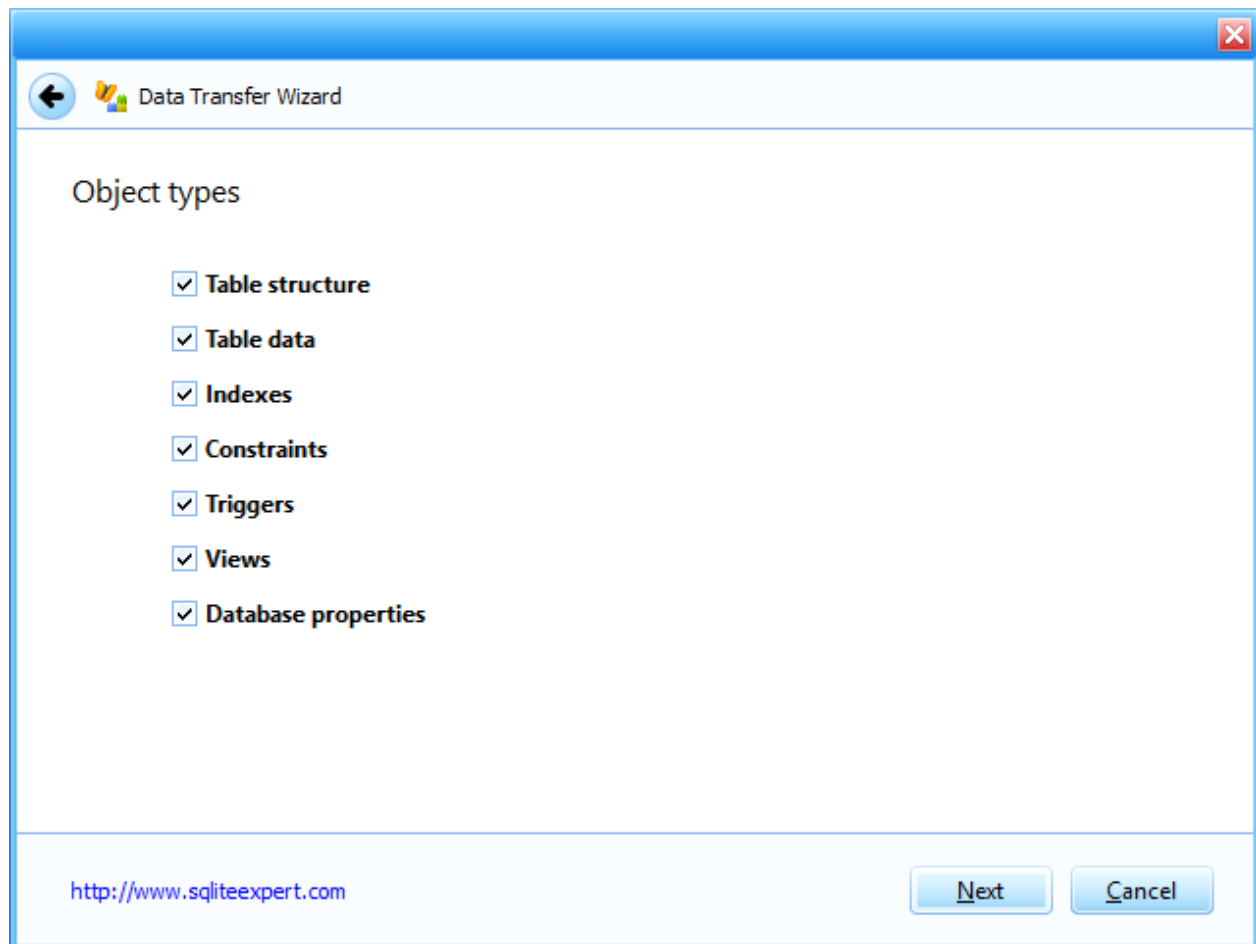 Data Transfer Wizard
Object types
Table structure
Table data
Indexes
Constraints
Triggers
Views
Database properties
http://www.sqliteexpert.com
Next
Cancel